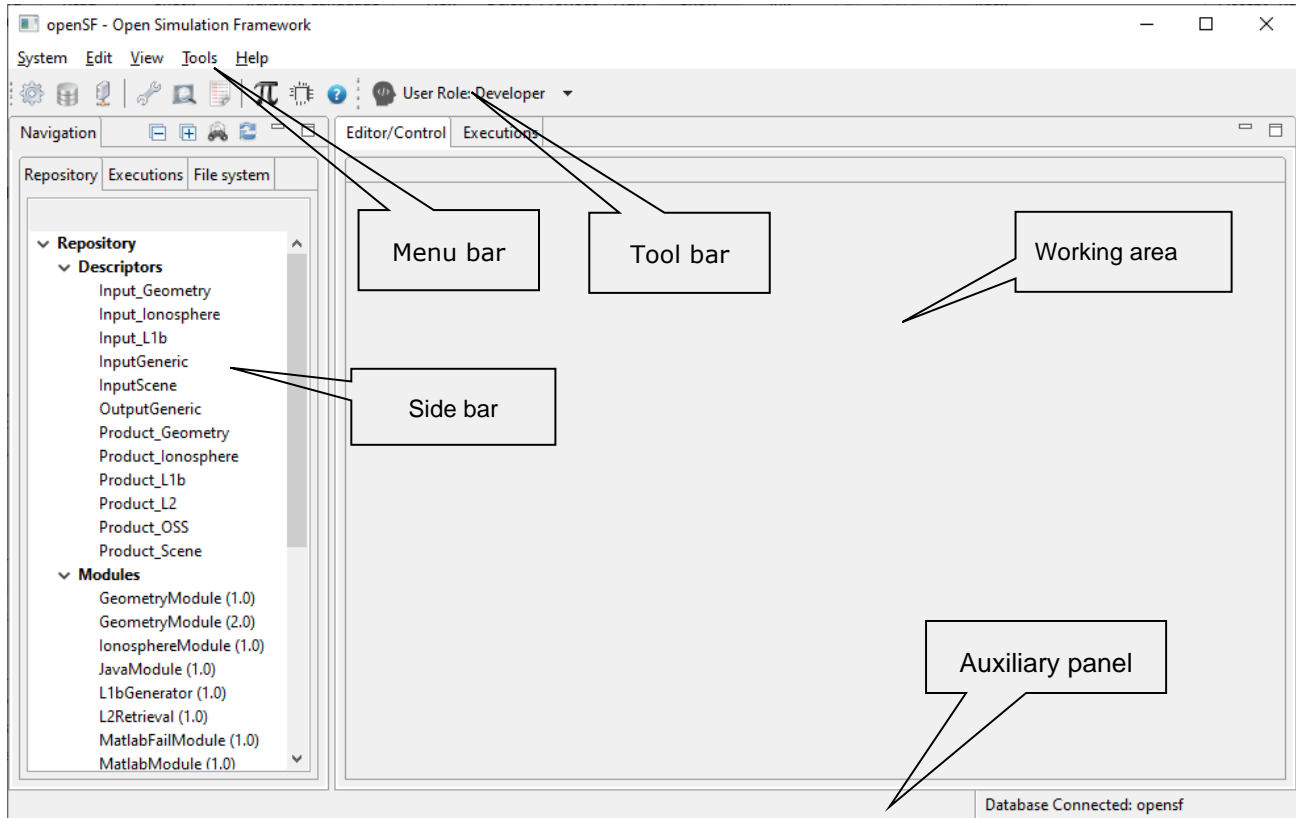 openSF - Open Simulation Framework
System Edit View Tools Help
User Role: Developer
Navigation
Editor/Control Executions
Repository Executions File system
Repository
Descriptors
Input_Geometry
Input_Ionosphere
Input_L1b
InputGeneric
InputScene
OutputGeneric
Product_Geometry
Product_Ionosphere
Product_L1b
Product_L2
Product_OSS
Product_Scene
Modules
GeometryModule (1.0)
GeometryModule (2.0)
IonosphereModule (1.0)
JavaModule (1.0)
L1bGenerator (1.0)
L2Retrieval (1.0)
MatlabFailModule (1.0)
MatlabModule (1.0)
Menu bar
Tool bar
Working area
Side bar
Auxiliary panel
Database Connected: opensf